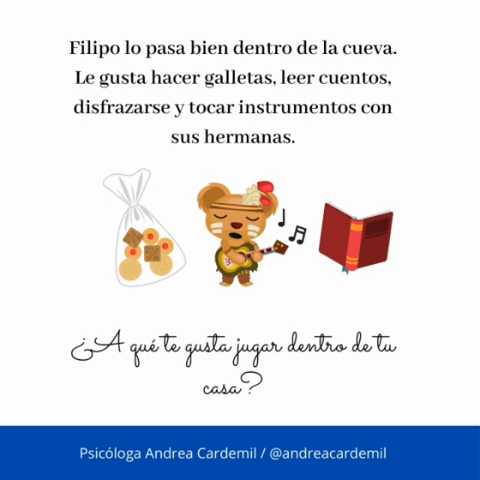 Filipo lo pasa bien dentro de la cueva.
Le gusta hacer galletas, leer cuentos,
disfrazarse y tocar instrumentos con
sus hermanas.
¿A qué te gusta jugar dentro de tu
casa?
Psicóloga Andrea Cardemil / @andreacardemil